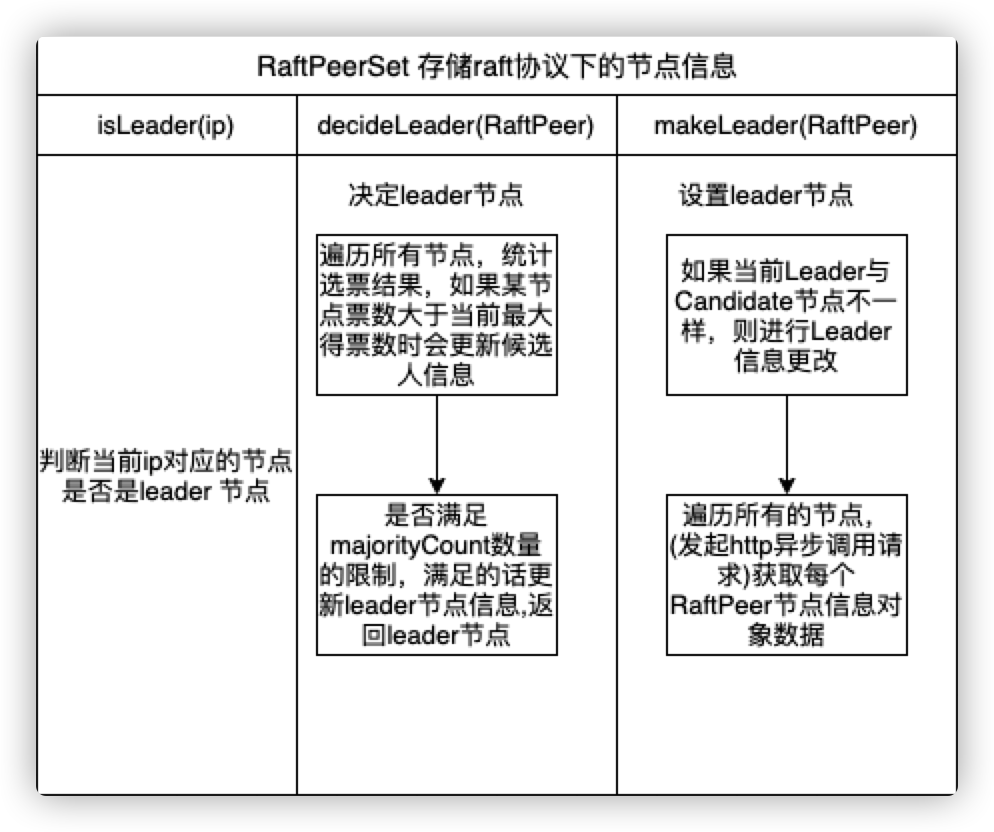 RaftPeerSet 存储raft协议下的节点信息
isLeader(ip)
decideLeader(RaftPeer)
makeLeader(RaftPeer)
判断当前ip对应的节点
是否是leader 节点
决定leader节点
遍历所有节点，统计
选票结果，如果某节
点票数大于当前最大
得票数时会更新候选
人信息
是否满足
majorityCount数量
的限制，满足的话更
新leader节点信息,返
回leader节点
设置leader节点
如果当前Leader与
Candidate节点不一
样，则进行Leader
信息更改
遍历所有的节点，
(发起http异步调用请
求)获取每个
RaftPeer节点信息对
象数据